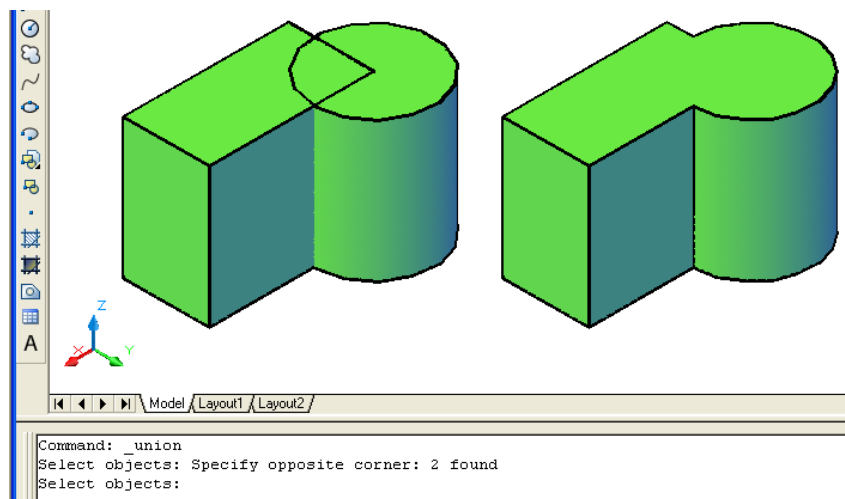 A
Z
X
Y
Model Layout1 Layout2
Command: _union
Select objects: Specify opposite corner: 2 found
Select objects: